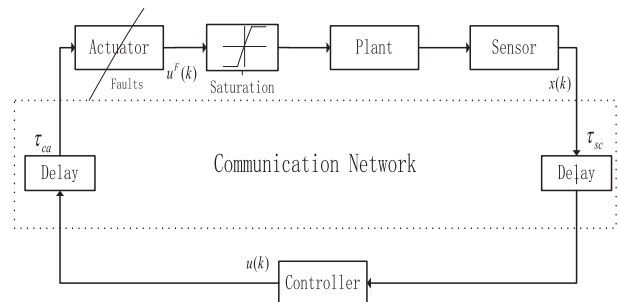 Actuator
Plant
Sensor
Faults
u^F(k)
Saturation
x(k)
τ_ca
τ_sc
Communication Network
Delay
Delay
u(k)
Controller